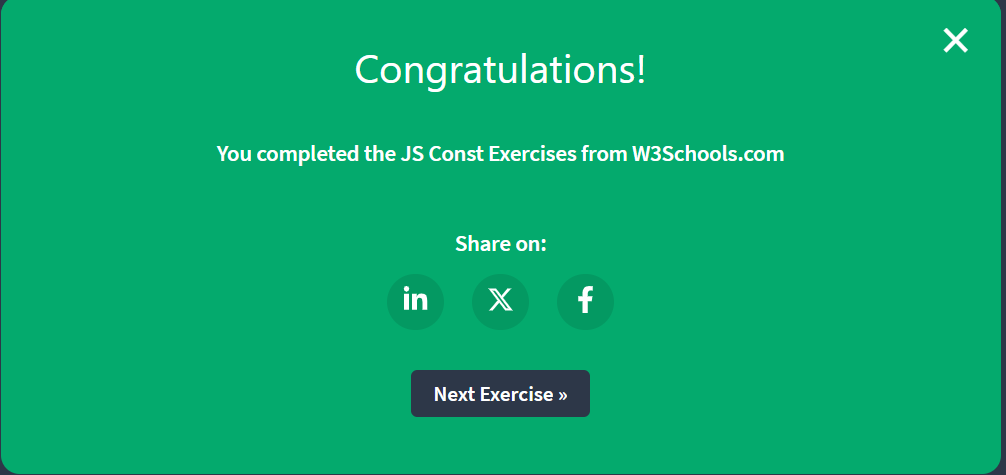 Congratulations!
You completed the JS Const Exercises from W3Schools.com
Share on:
in X f
Next Exercise »